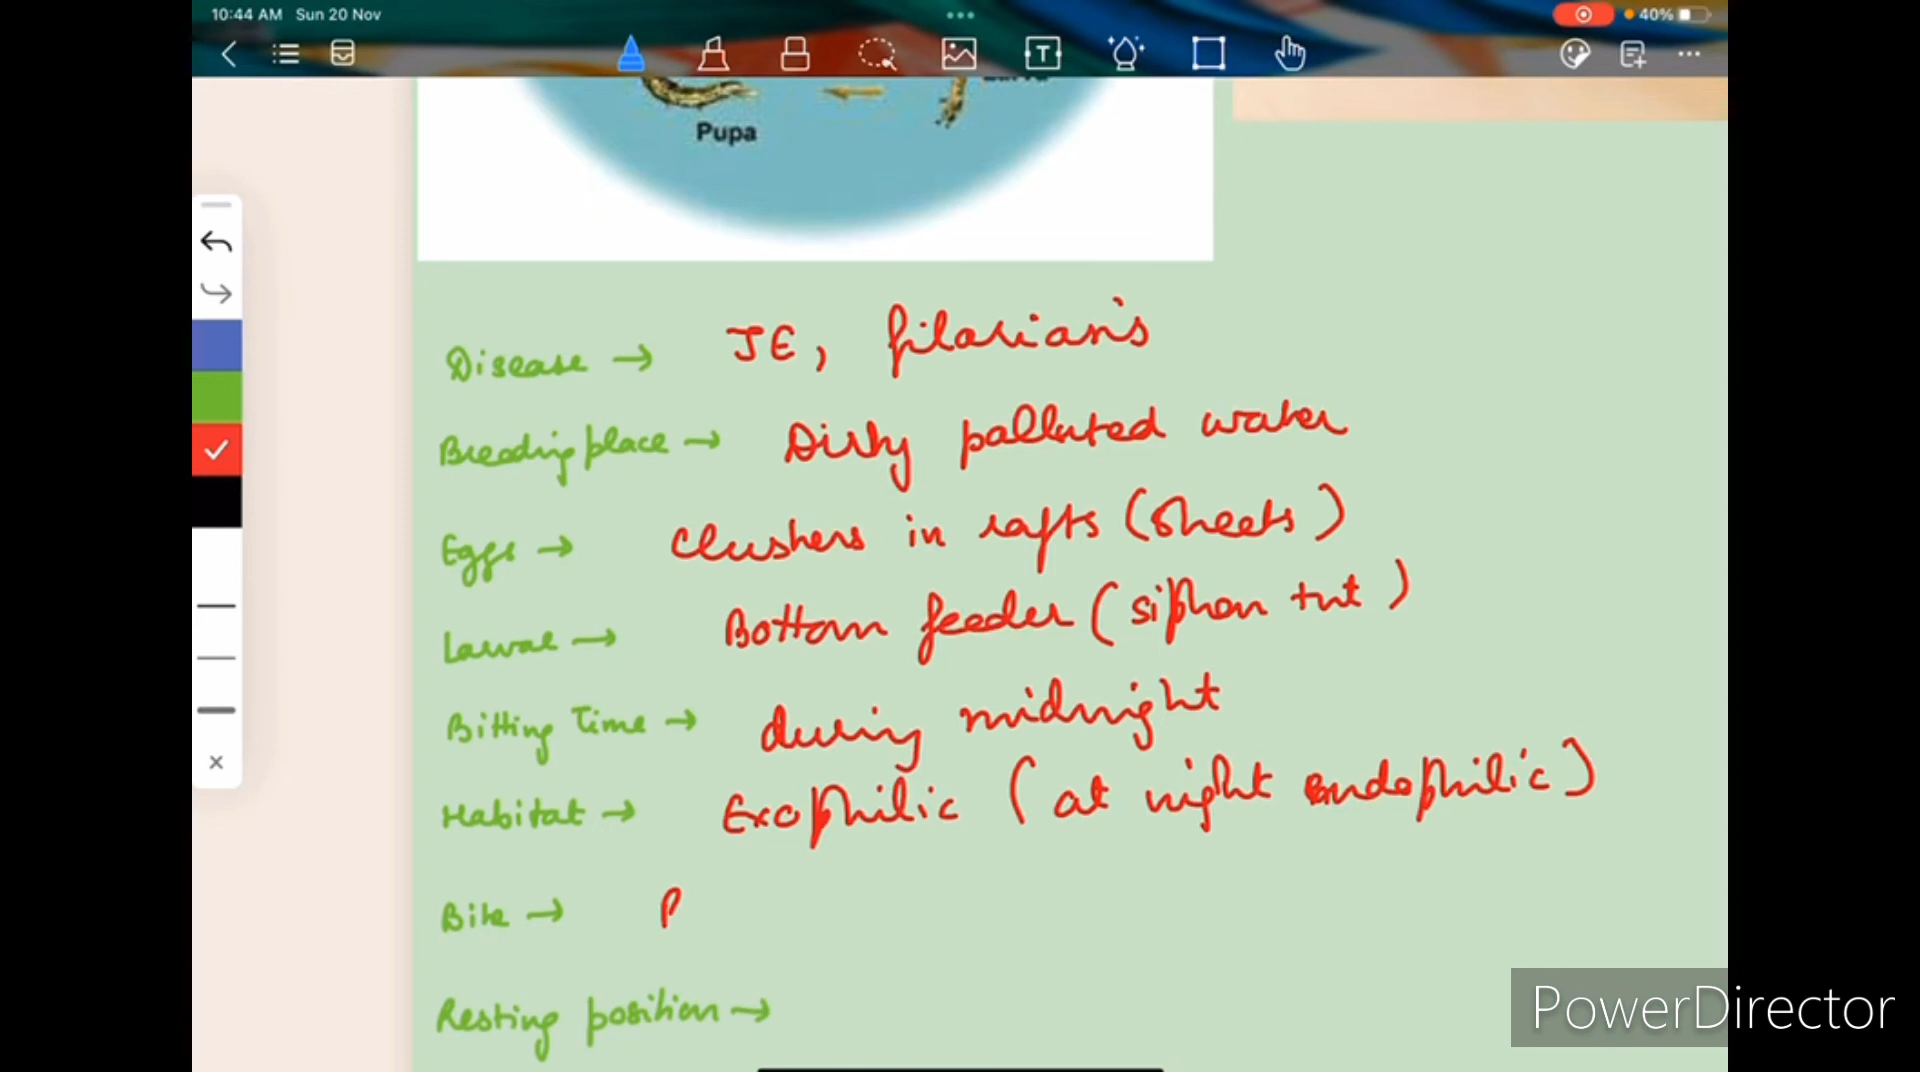 10:44 AM Sun 20 Nov
40%
Pupa
Disease → JE, filariasis
Breeding place → Dirty polluted water
Eggs → clusters in rafts (sheets)
Larvae → Bottom feeder (siphon tut)
Bitting Time → during midnight
Habitat → Exophilic (at night endophilic)
Bite → P
Resting position →
PowerDirector